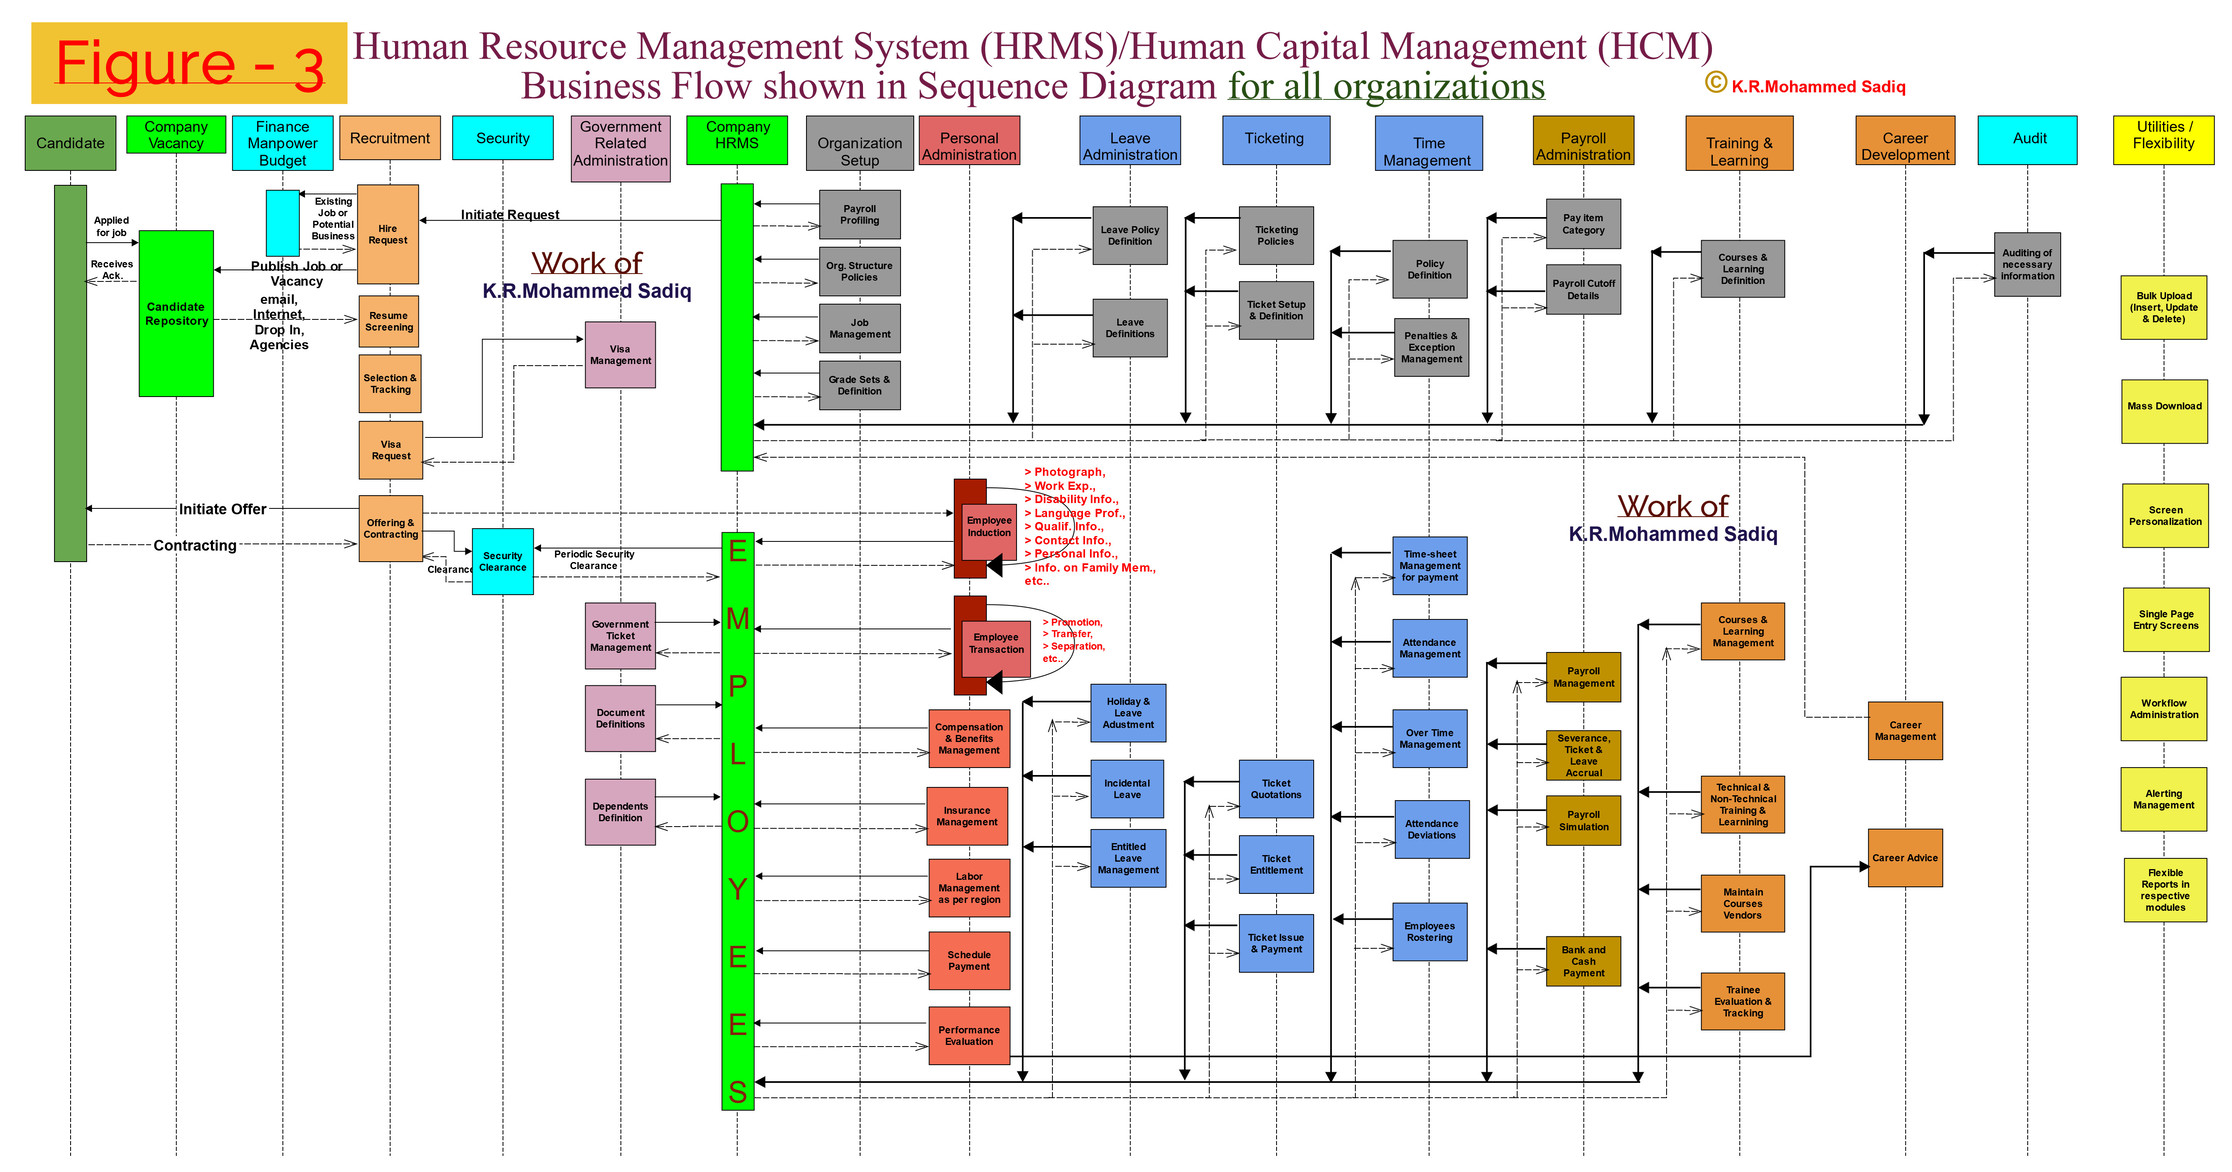 Figure - 3
Human Resource Management System (HRMS)/Human Capital Management (HCM)
Business Flow shown in Sequence Diagram for all organizations
© K.R.Mohammed Sadiq
Candidate
Company
Vacancy
Finance
Manpower
Budget
Recruitment
Security
Government
Related
Administration
Company
HRMS
Organization
Setup
Personal
Administration
Leave
Administration
Ticketing
Time
Management
Payroll
Administration
Training &
Learning
Career
Development
Audit
Utilities /
Flexibility
Applied
for job
Receives
Ack.
Candidate
Repository
Existing
Job or
Potential
Business
Publish Job or
Vacancy
email,
Internet,
Drop In,
Agencies
Hire
Request
Resume
Screening
Selection &
Tracking
Visa
Request
Offering &
Contracting
Initiate Request
Work of
K.R.Mohammed Sadiq
Visa
Management
Initiate Offer
Contracting
Clearance
Security
Clearance
Periodic Security
Clearance
Government
Ticket
Management
Document
Definitions
Dependents
Definition
E
M
P
L
O
Y
E
E
S
Payroll
Profiling
Org. Structure
Policies
Job
Management
Grade Sets &
Definition
Employee
Induction
> Photograph,
> Work Exp.,
> Disability Info.,
> Language Prof.,
> Qualif. Info.,
> Contact Info.,
> Personal Info.,
> Info. on Family Mem.,
etc..
Employee
Transaction
> Promotion,
> Transfer,
> Separation,
etc..
Compensation
& Benefits
Management
Insurance
Management
Labor
Management
as per region
Schedule
Payment
Performance
Evaluation
Leave Policy
Definition
Leave
Definitions
Holiday &
Leave
Adustment
Incidental
Leave
Entitled
Leave
Management
Ticketing
Policies
Ticket Setup
& Definition
Ticket
Quotations
Ticket
Entitlement
Ticket Issue
& Payment
Policy
Definition
Penalties &
Exception
Management
Time-sheet
Management
for payment
Attendance
Management
Over Time
Management
Attendance
Deviations
Employees
Rostering
Pay item
Category
Payroll Cutoff
Details
Work of
K.R.Mohammed Sadiq
Payroll
Management
Severance,
Ticket &
Leave
Accrual
Payroll
Simulation
Bank and
Cash
Payment
Courses &
Learning
Definition
Courses &
Learning
Management
Technical &
Non-Technical
Training &
Learnining
Maintain
Courses
Vendors
Trainee
Evaluation &
Tracking
Career
Management
Career Advice
Auditing of
necessary
information
Bulk Upload
(Insert, Update
& Delete)
Mass Download
Screen
Personalization
Single Page
Entry Screens
Workflow
Administration
Alerting
Management
Flexible
Reports in
respective
modules